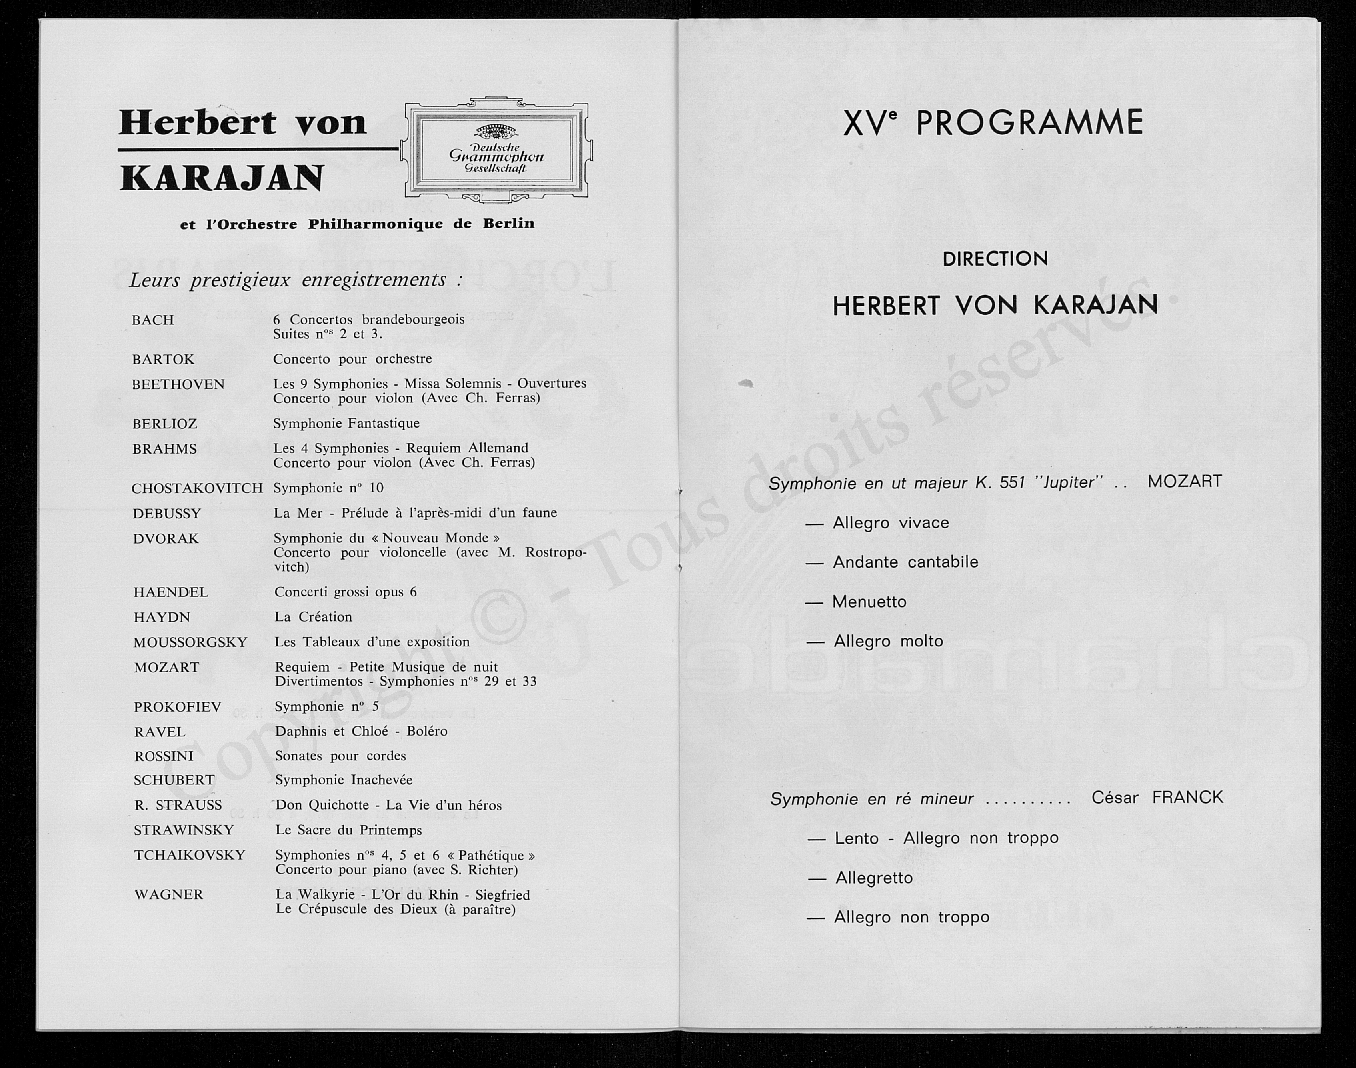 Herbert von
KARAJAN
Deutsche
Grammophon
Gesellschaft
et l'Orchestre Philharmonique de Berlin
Leurs prestigieux enregistrements :
BACH 6 Concertos brandebourgeois
Suites nos 2 et 3.
BARTOK Concerto pour orchestre
BEETHOVEN Les 9 Symphonies - Missa Solemnis - Ouvertures
Concerto pour violon (Avec Ch. Ferras)
BERLIOZ Symphonie Fantastique
BRAHMS Les 4 Symphonies - Requiem Allemand
Concerto pour violon (Avec Ch. Ferras)
CHOSTAKOVITCH Symphonie n° 10
DEBUSSY La Mer - Prélude à l'après-midi d'un faune
DVORAK Symphonie du « Nouveau Monde »
Concerto pour violoncelle (avec M. Rostropo-
vitch)
HAENDEL Concerti grossi opus 6
HAYDN La Création
MOUSSORGSKY Les Tableaux d'une exposition
MOZART Requiem - Petite Musique de nuit
Divertimentos - Symphonies nos 29 et 33
PROKOFIEV Symphonie n° 5
RAVEL Daphnis et Chloé - Boléro
ROSSINI Sonates pour cordes
SCHUBERT Symphonie Inachevée
R. STRAUSS Don Quichotte - La Vie d'un héros
STRAWINSKY Le Sacre du Printemps
TCHAIKOVSKY Symphonies nos 4, 5 et 6 « Pathétique »
Concerto pour piano (avec S. Richter)
WAGNER La Walkyrie - L'Or du Rhin - Siegfried
Le Crépuscule des Dieux (à paraître)
XVe PROGRAMME
DIRECTION
HERBERT VON KARAJAN
Symphonie en ut majeur K. 551 "Jupiter" .. MOZART
— Allegro vivace
— Andante cantabile
— Menuetto
— Allegro molto
Symphonie en ré mineur .......... César FRANCK
— Lento - Allegro non troppo
— Allegretto
— Allegro non troppo
Copyright © - Tous droits réservés.